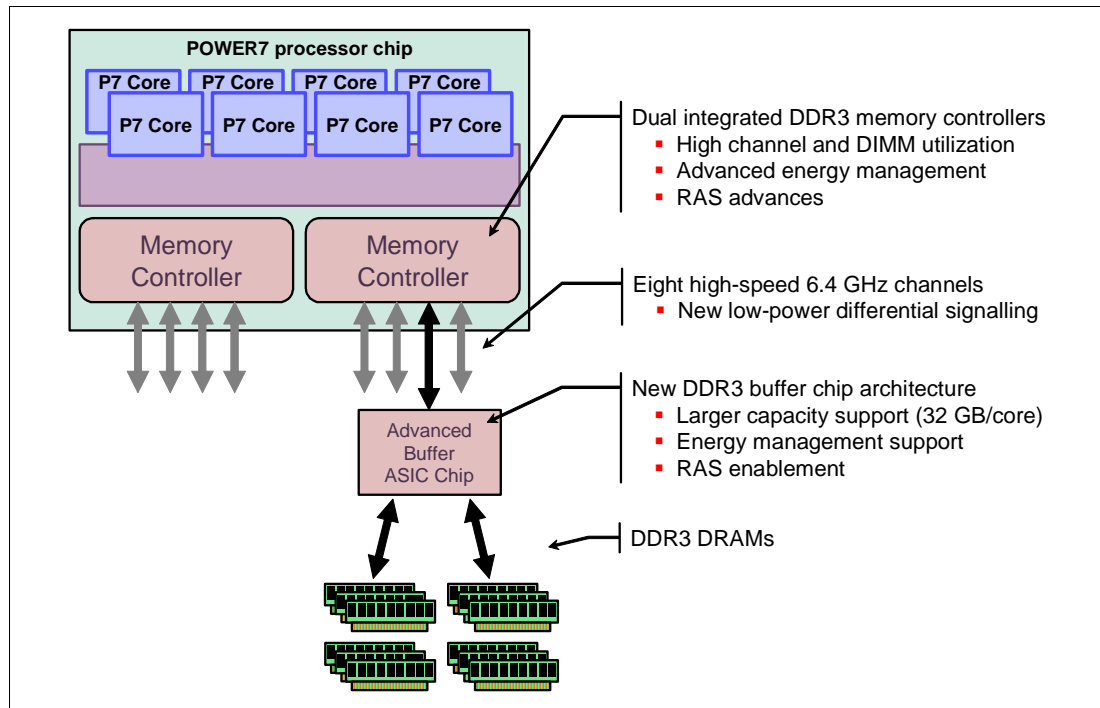 POWER7 processor chip
P7 Core P7 Core P7 Core P7 Core
P7 Core P7 Core P7 Core P7 Core
Memory
Controller
Memory
Controller
Dual integrated DDR3 memory controllers
▪ High channel and DIMM utilization
▪ Advanced energy management
▪ RAS advances
Eight high-speed 6.4 GHz channels
▪ New low-power differential signalling
New DDR3 buffer chip architecture
▪ Larger capacity support (32 GB/core)
▪ Energy management support
▪ RAS enablement
Advanced
Buffer
ASIC Chip
DDR3 DRAMs